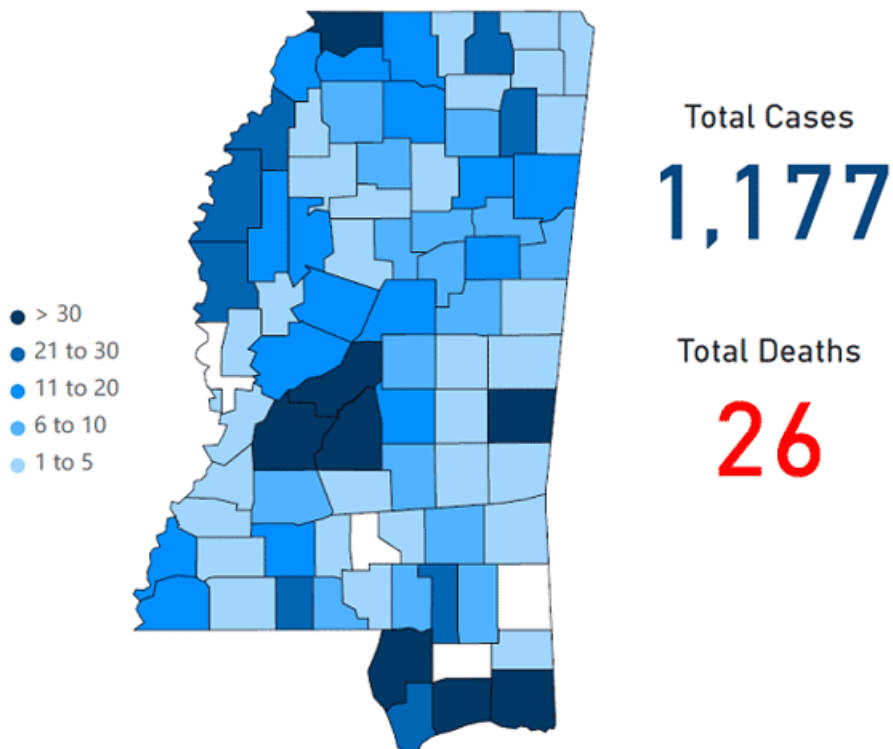 Total Cases
1,177
> 30
21 to 30
11 to 20
6 to 10
1 to 5
Total Deaths
26